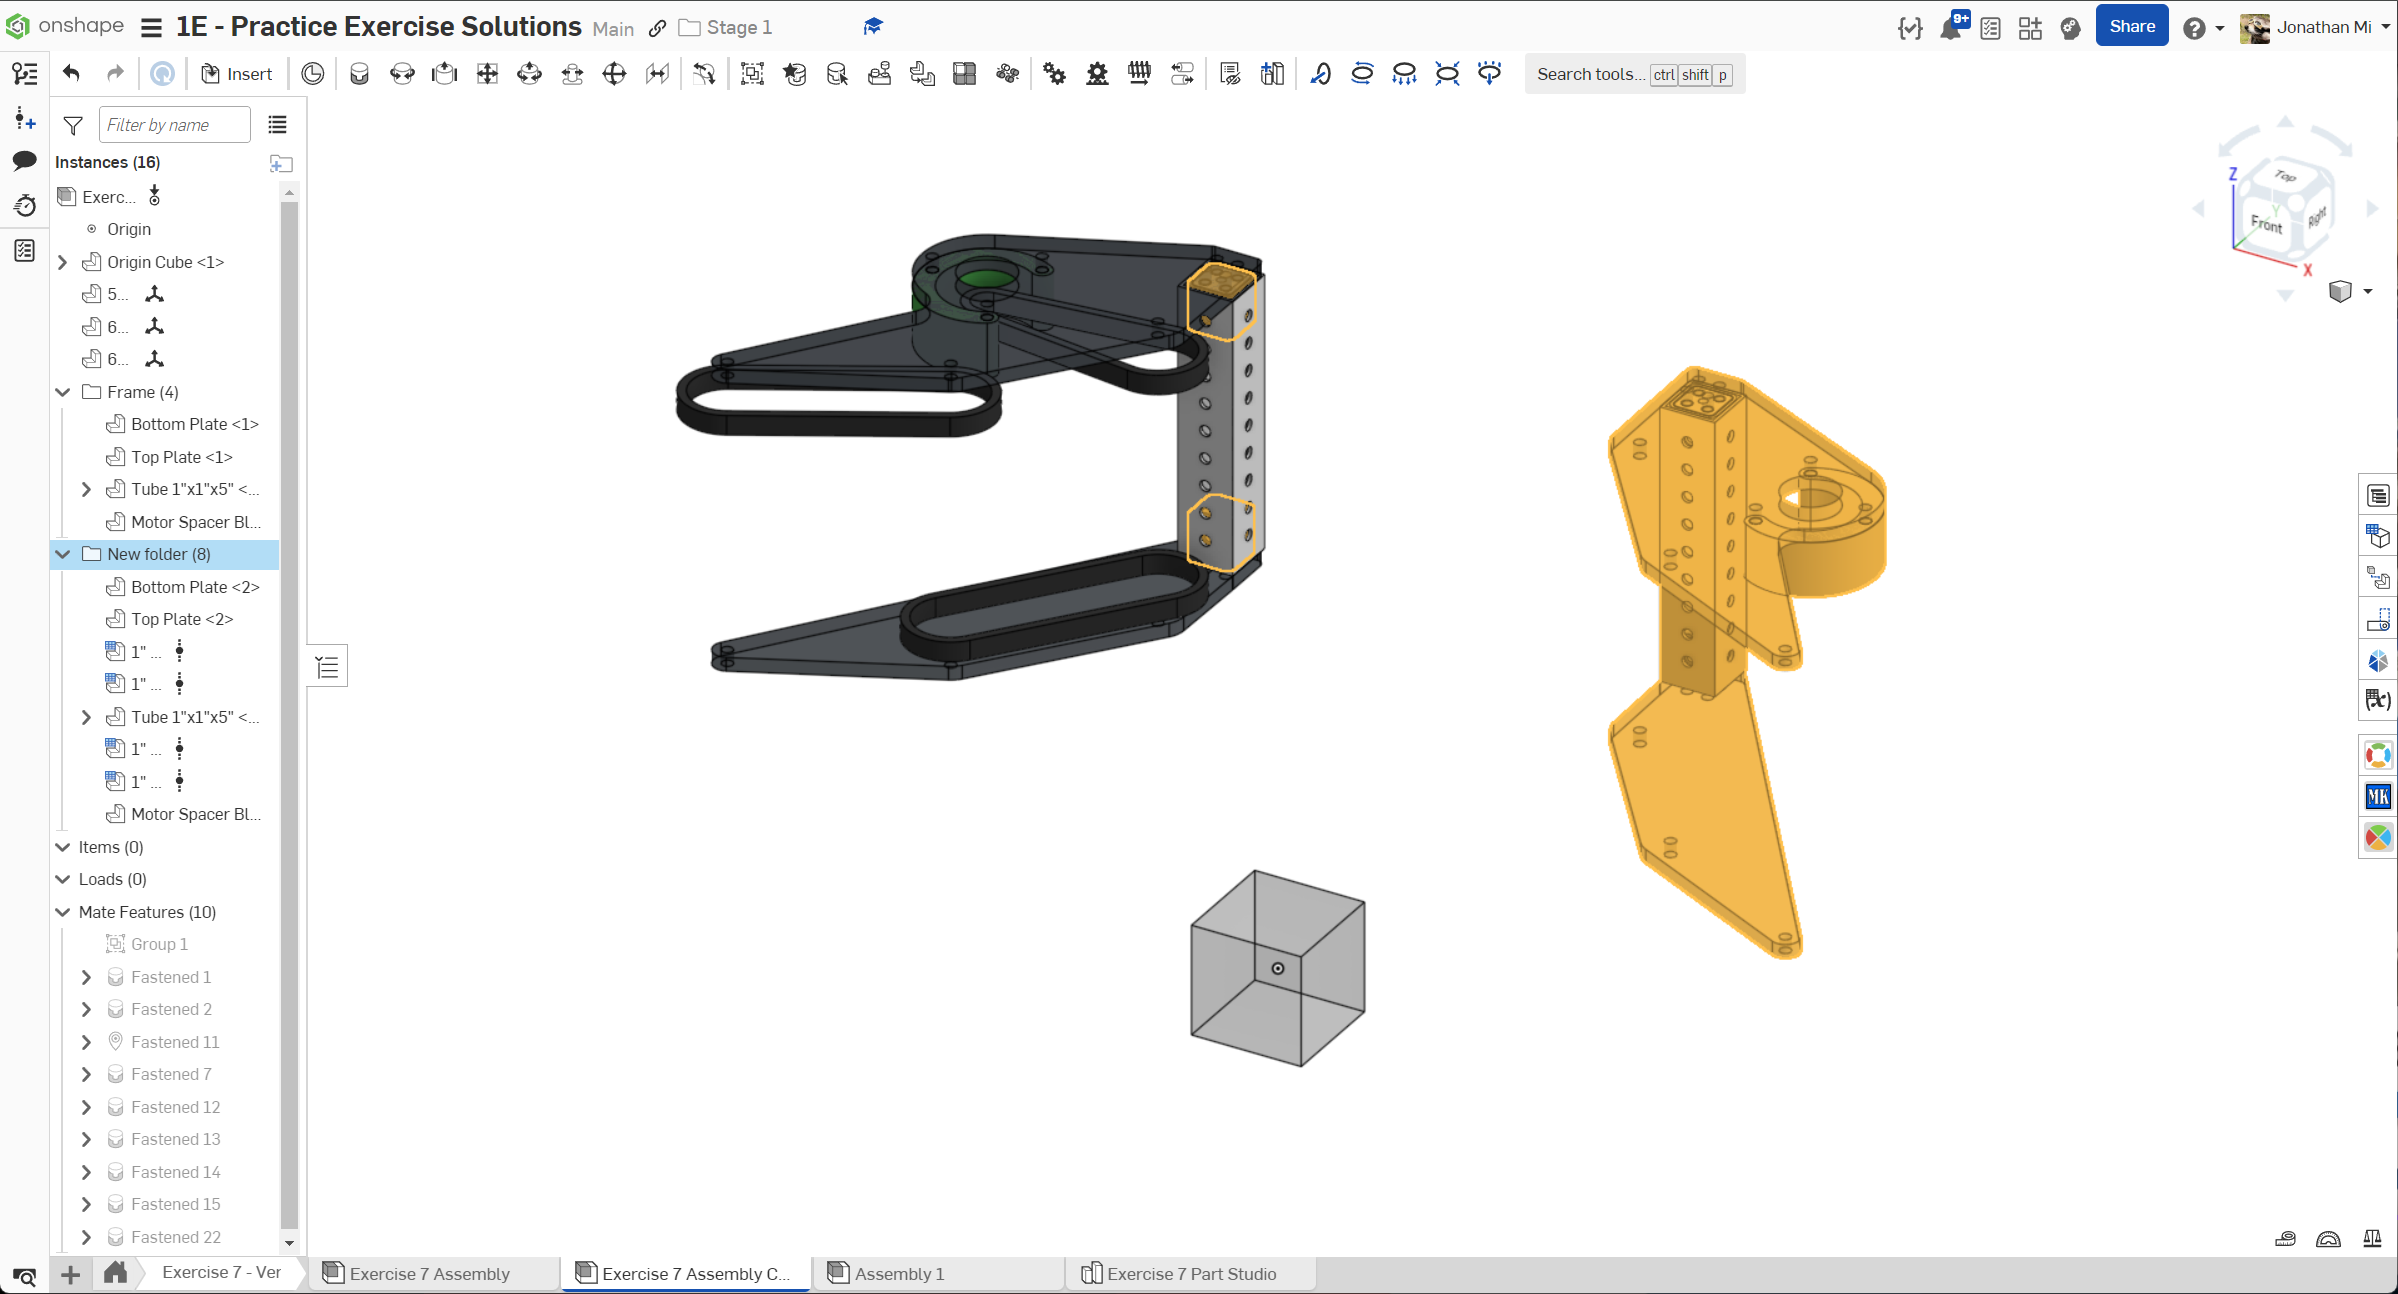 onshape 1E - Practice Exercise Solutions Main Stage 1
9+ Share Jonathan Mi
Insert
Search tools... ctrl shift p
Filter by name
Instances (16)
Exerc...
Origin
Origin Cube <1>
5...
6...
6...
Frame (4)
Bottom Plate <1>
Top Plate <1>
Tube 1"x1"x5" <...
Motor Spacer Bl...
New folder (8)
Bottom Plate <2>
Top Plate <2>
1" ...
1" ...
Tube 1"x1"x5" <...
1" ...
1" ...
Motor Spacer Bl...
Items (0)
Loads (0)
Mate Features (10)
Group 1
Fastened 1
Fastened 2
Fastened 11
Fastened 7
Fastened 12
Fastened 13
Fastened 14
Fastened 15
Fastened 22
Z
Top
Y
Front
Right
X
(x)
MK
Exercise 7 - Ver
Exercise 7 Assembly
Exercise 7 Assembly C...
Assembly 1
Exercise 7 Part Studio